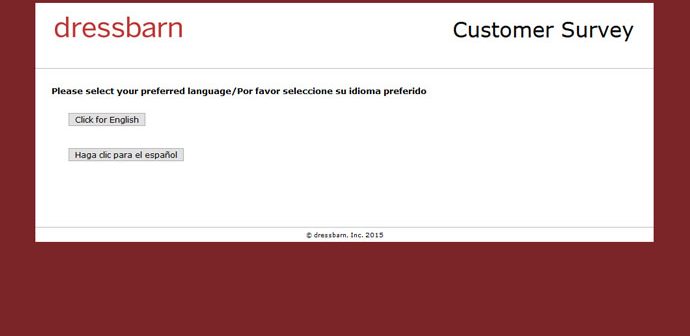 dressbarn
Customer Survey
Please select your preferred language/Por favor seleccione su idioma preferido
Click for English
Haga clic para el español
© dressbarn, Inc. 2015